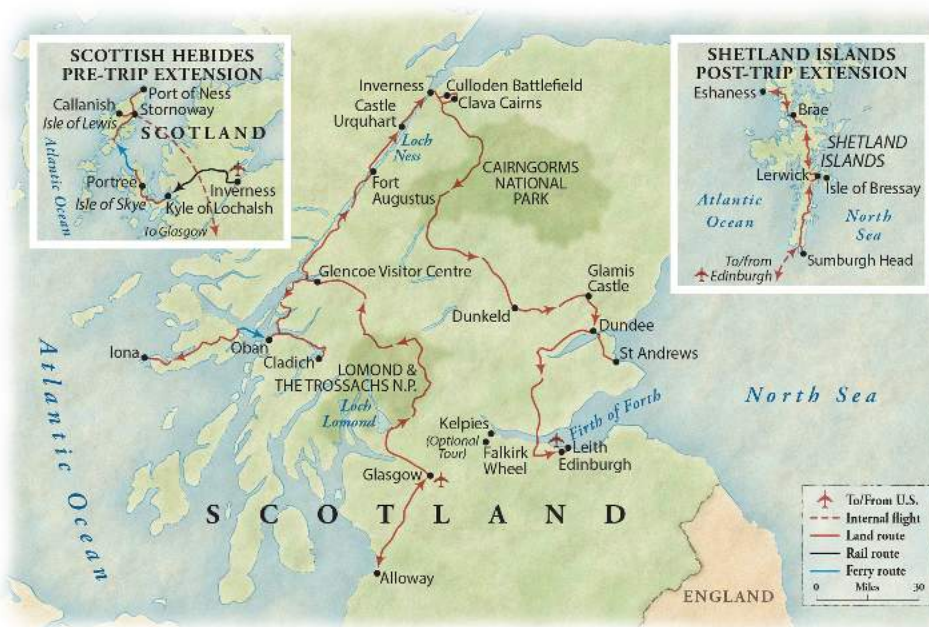 SCOTTISH HEBIDES
PRE-TRIP EXTENSION
Port of Ness
Callanish
Stornoway
Isle of Lewis
SCOTLAND
Atlantic Ocean
Portree
Inverness
Isle of Skye
Kyle of Lochalsh
To Glasgow
SHETLAND ISLANDS
POST-TRIP EXTENSION
Eshaness
Brae
SHETLAND
ISLANDS
Lerwick
Isle of Bressay
Atlantic
Ocean
North
Sea
To/from
Edinburgh
Sumburgh Head
Inverness
Culloden Battlefield
Clava Cairns
Castle
Urquhart
Loch
Ness
CAIRNGORMS
NATIONAL
PARK
Fort
Augustus
Glencoe Visitor Centre
Glamis
Castle
Dunkeld
Dundee
St Andrews
Iona
Oban
Cladich
LOMOND &
THE TROSSACHS N.P.
Loch
Lomond
Atlantic Ocean
North Sea
Firth of Forth
Kelpies
(Optional
Tour)
Falkirk
Wheel
Leith
Edinburgh
Glasgow
SCOTLAND
Alloway
ENGLAND
To/From U.S.
Internal flight
Land route
Rail route
Ferry route
0 Miles 30